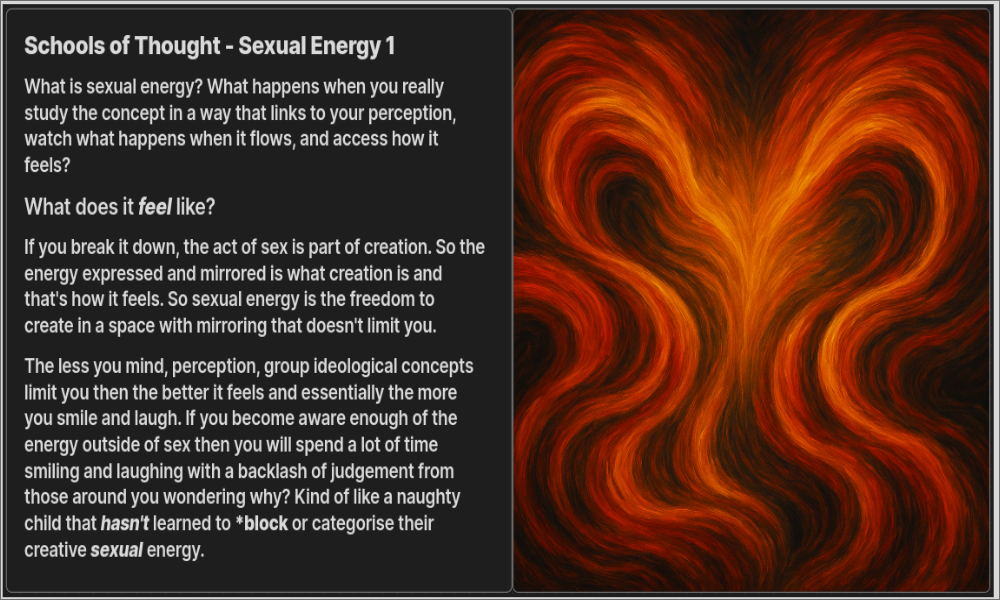 Schools of Thought - Sexual Energy 1
What is sexual energy? What happens when you really
study the concept in a way that links to your perception,
watch what happens when it flows, and access how it
feels?
What does it feel like?
If you break it down, the act of sex is part of creation. So the
energy expressed and mirrored is what creation is and
that's how it feels. So sexual energy is the freedom to
create in a space with mirroring that doesn't limit you.
The less you mind, perception, group ideological concepts
limit you then the better it feels and essentially the more
you smile and laugh. If you become aware enough of the
energy outside of sex then you will spend a lot of time
smiling and laughing with a backlash of judgement from
those around you wondering why? Kind of like a naughty
child that hasn't learned to *block or categorise their
creative sexual energy.